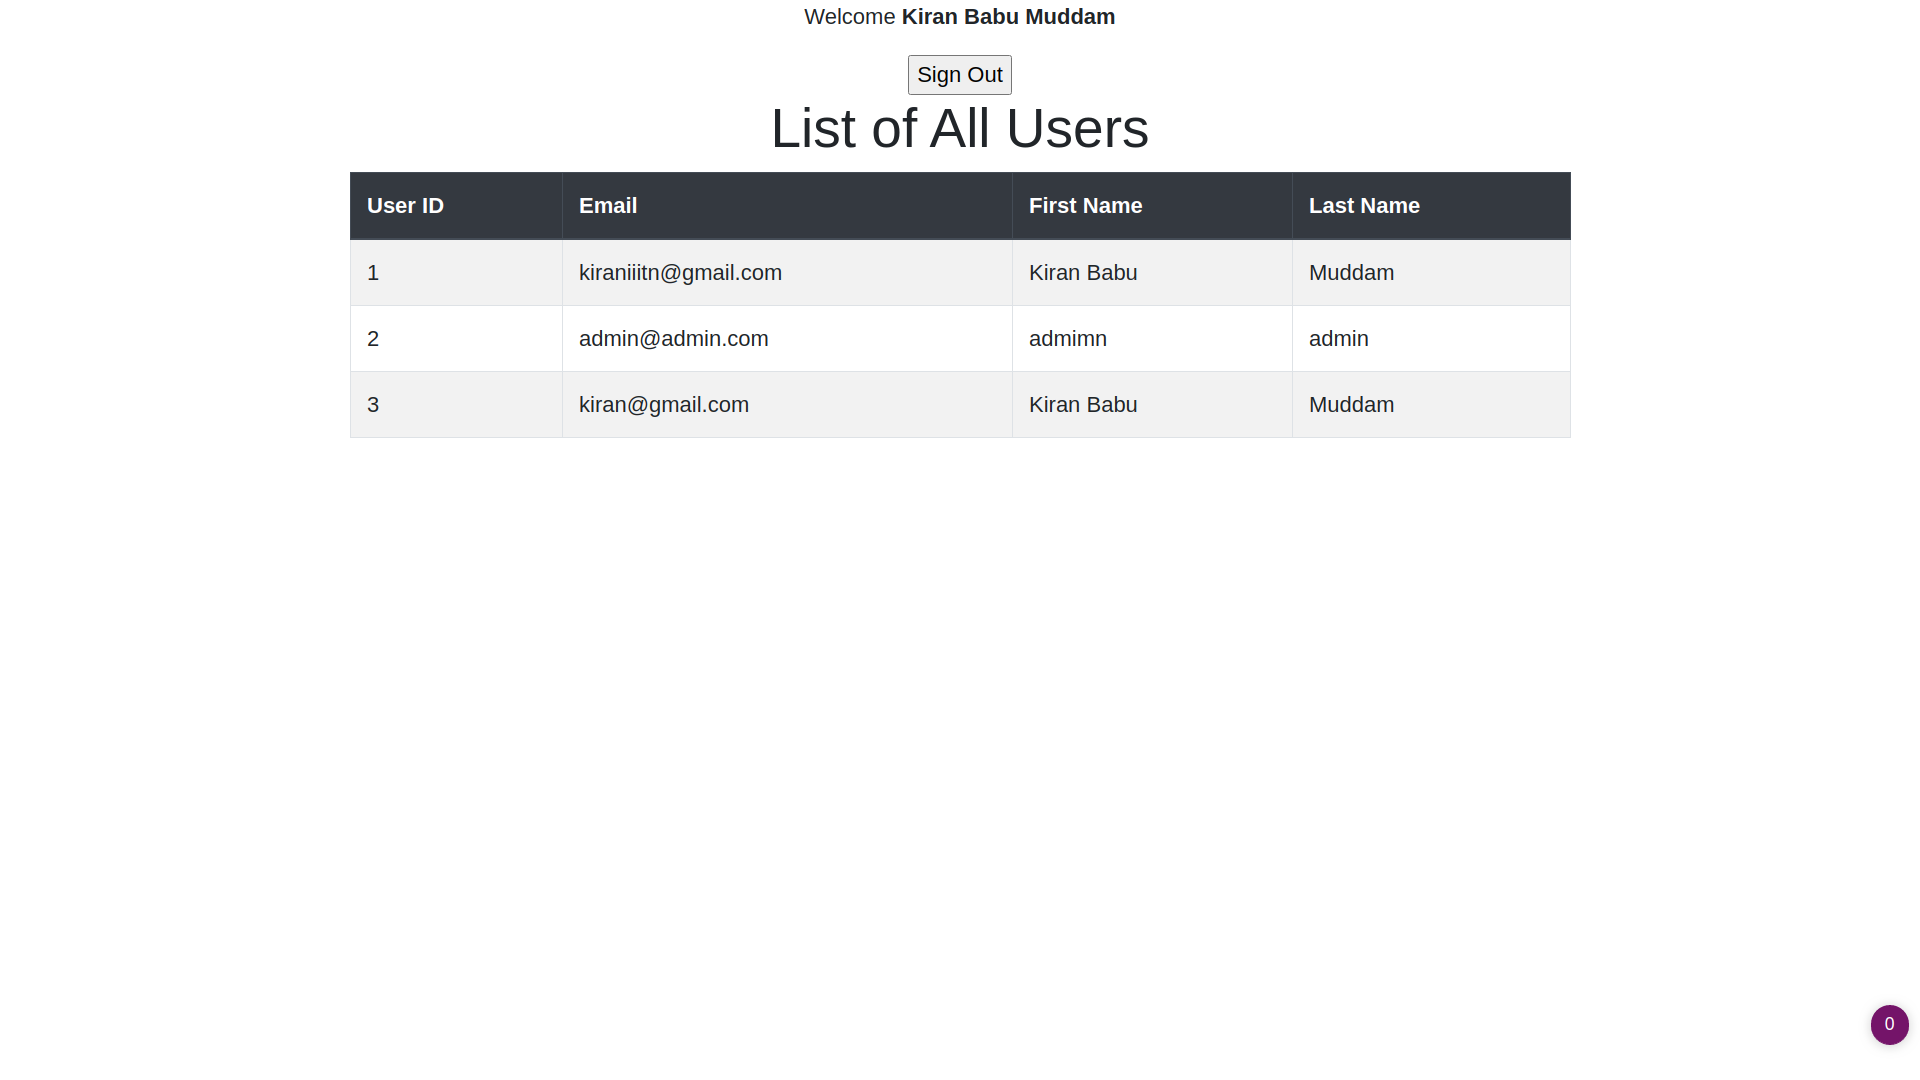 Welcome Kiran Babu Muddam
Sign Out
List of All Users
User ID Email First Name Last Name
1 kiraniiitn@gmail.com Kiran Babu Muddam
2 admin@admin.com admimn admin
3 kiran@gmail.com Kiran Babu Muddam
0